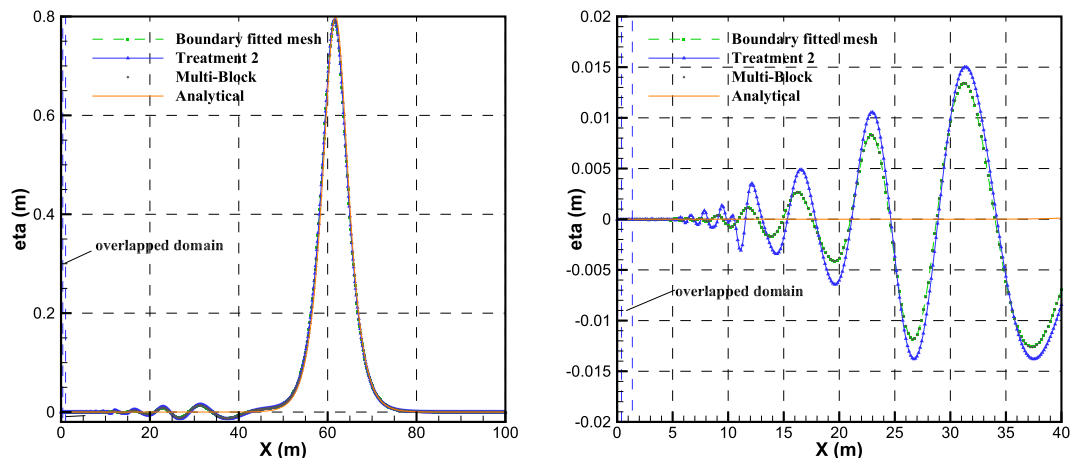 0.8
0.6
0.4
0.2
0
eta (m)
Boundary fitted mesh
Treatment 2
Multi-Block
Analytical
overlapped domain
0 20 40 60 80 100
X (m)
0.02
0.015
0.01
0.005
0
-0.005
-0.01
-0.015
-0.02
eta (m)
Boundary fitted mesh
Treatment 2
Multi-Block
Analytical
overlapped domain
0 5 10 15 20 25 30 35 40
X (m)